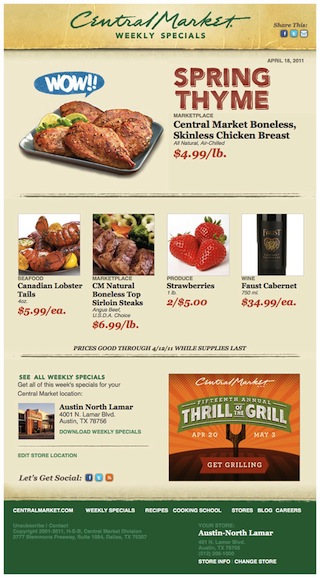 Central Market
WEEKLY SPECIALS
Share This:
APRIL 18, 2011
WOW!!
SPRING
THYME
MARKETPLACE
Central Market Boneless,
Skinless Chicken Breast
All Natural, Air-Chilled
$4.99/lb.
SEAFOOD
Canadian Lobster
Tails
4oz.
$5.99/ea.
MARKETPLACE
CM Natural
Boneless Top
Sirloin Steaks
Angus Beef,
U.S.D.A. Choice
$6.99/lb.
PRODUCE
Strawberries
1 lb.
2/$5.00
WINE
Faust Cabernet
750 ml.
$34.99/ea.
FAUST
PRICES GOOD THROUGH 4/12/11 WHILE SUPPLIES LAST
SEE ALL WEEKLY SPECIALS
Get all of this week's specials for your
Central Market location:
Austin-North Lamar
4001 N. Lamar Blvd.
Austin, TX 78756
DOWNLOAD WEEKLY SPECIALS
EDIT STORE LOCATION
Let's Get Social:
Central Market
FIFTEENTH ANNUAL
THRILL OF THE GRILL
APR 20 MAY 3
GET GRILLING
CENTRALMARKET.COM WEEKLY SPECIALS RECIPES COOKING SCHOOL STORES BLOG CAREERS
Unsubscribe / Contact
Copyright 2001-2011, H-E-B, Central Market Division
Freeway, Suite Dallas, TX
YOUR STORE:
Austin-North Lamar
N. Lamar Blvd.
Austin, TX 78756
STORE INFO CHANGE STORE